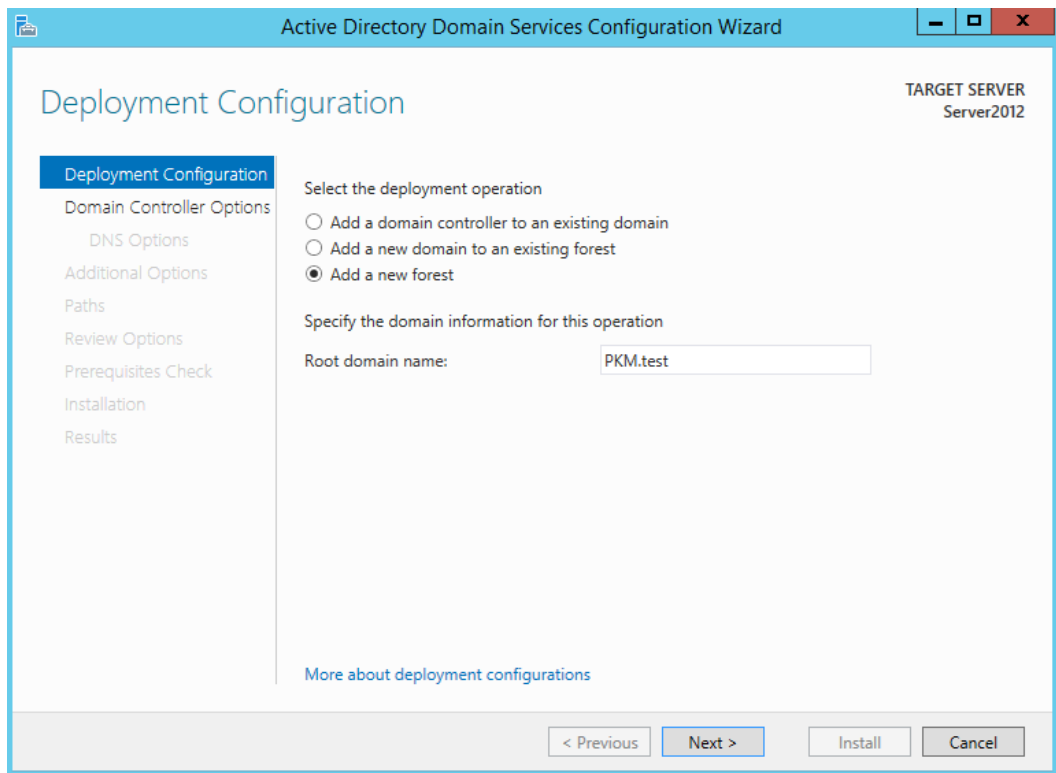 Active Directory Domain Services Configuration Wizard
Deployment Configuration
TARGET SERVER
Server2012
Deployment Configuration
Domain Controller Options
DNS Options
Additional Options
Paths
Review Options
Prerequisites Check
Installation
Results
Select the deployment operation
Add a domain controller to an existing domain
Add a new domain to an existing forest
Add a new forest
Specify the domain information for this operation
Root domain name: PKM.test
More about deployment configurations
< Previous Next > Install Cancel